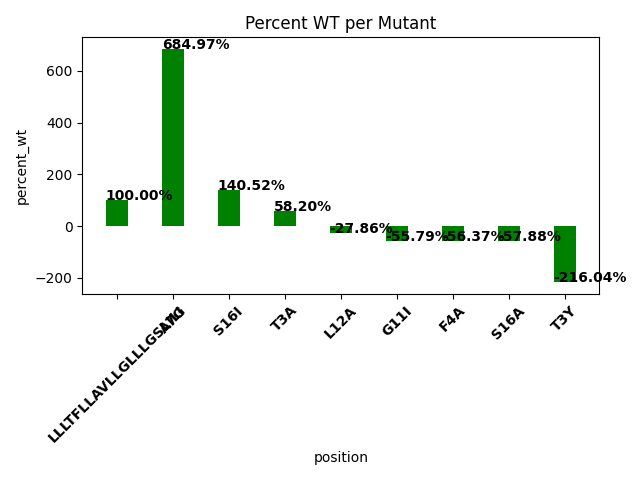 Percent WT per Mutant
percent_wt
600
400
200
0
−200
100.00%
684.97%
140.52%
58.20%
-27.86%
-55.79%
-56.37%
-57.88%
-216.04%
S16I
T3A
L12A
G11I
F4A
S16A
T3Y
position